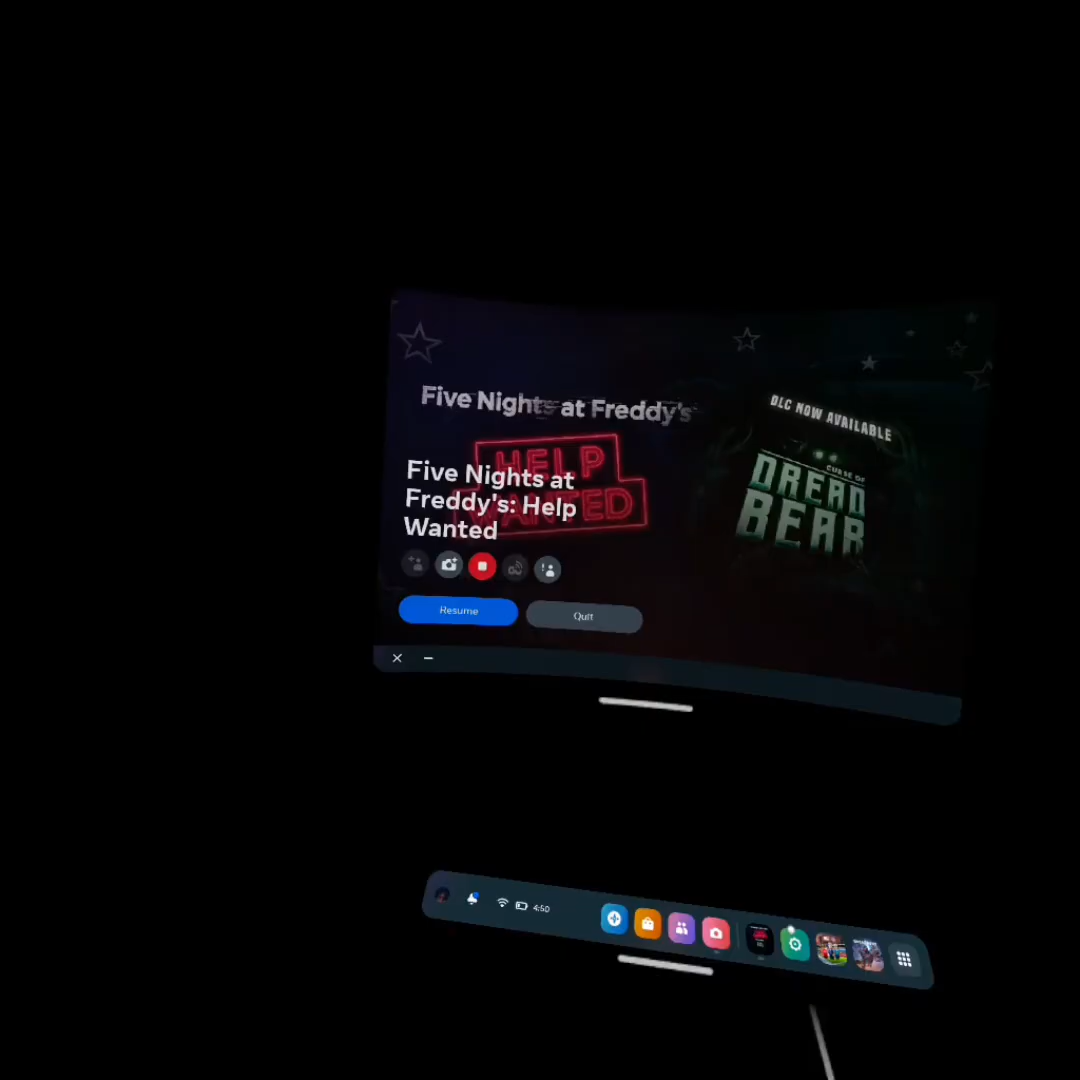 Five Nights at Freddy's
HELP
WANTED
Five Nights at
Freddy's: Help
Wanted
Resume
Quit
DLC NOW AVAILABLE
CURSE OF
DREAD
BEAR
4:50